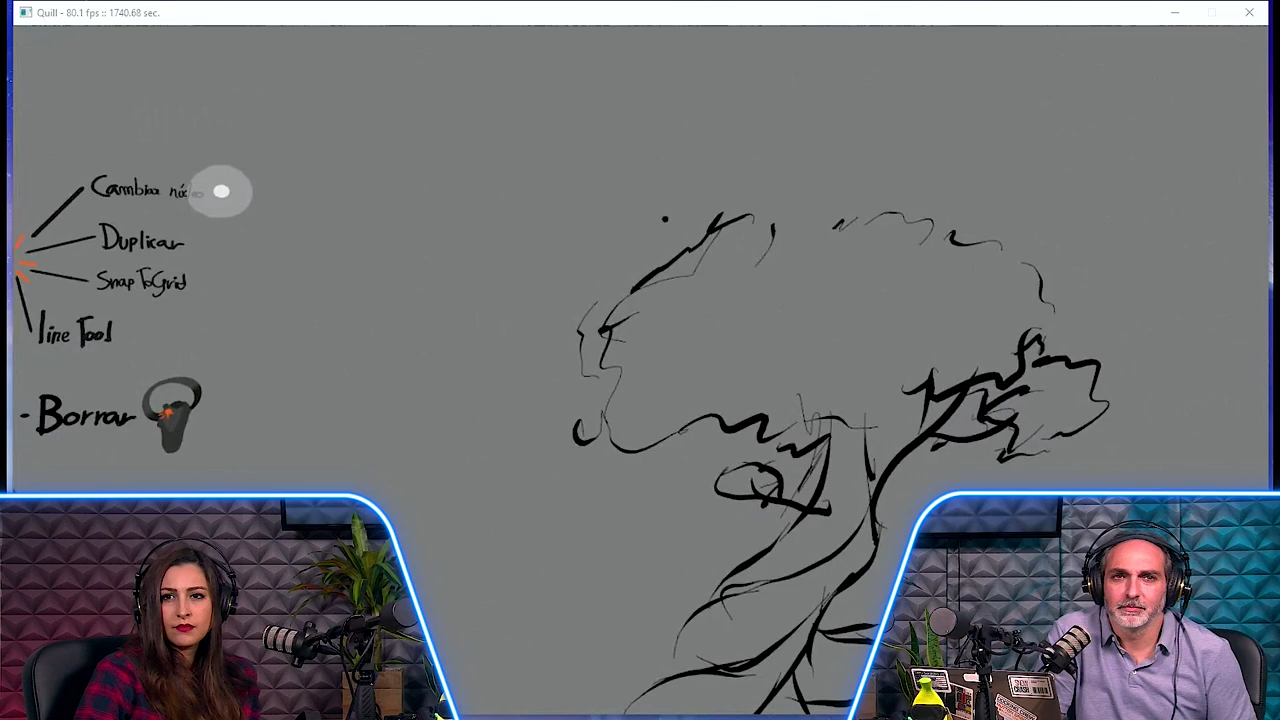 Quill - 80.1 fps :: 1740.68 sec.
Cambiar
Duplicar
Snap To Grid
line Tool
- Borrar